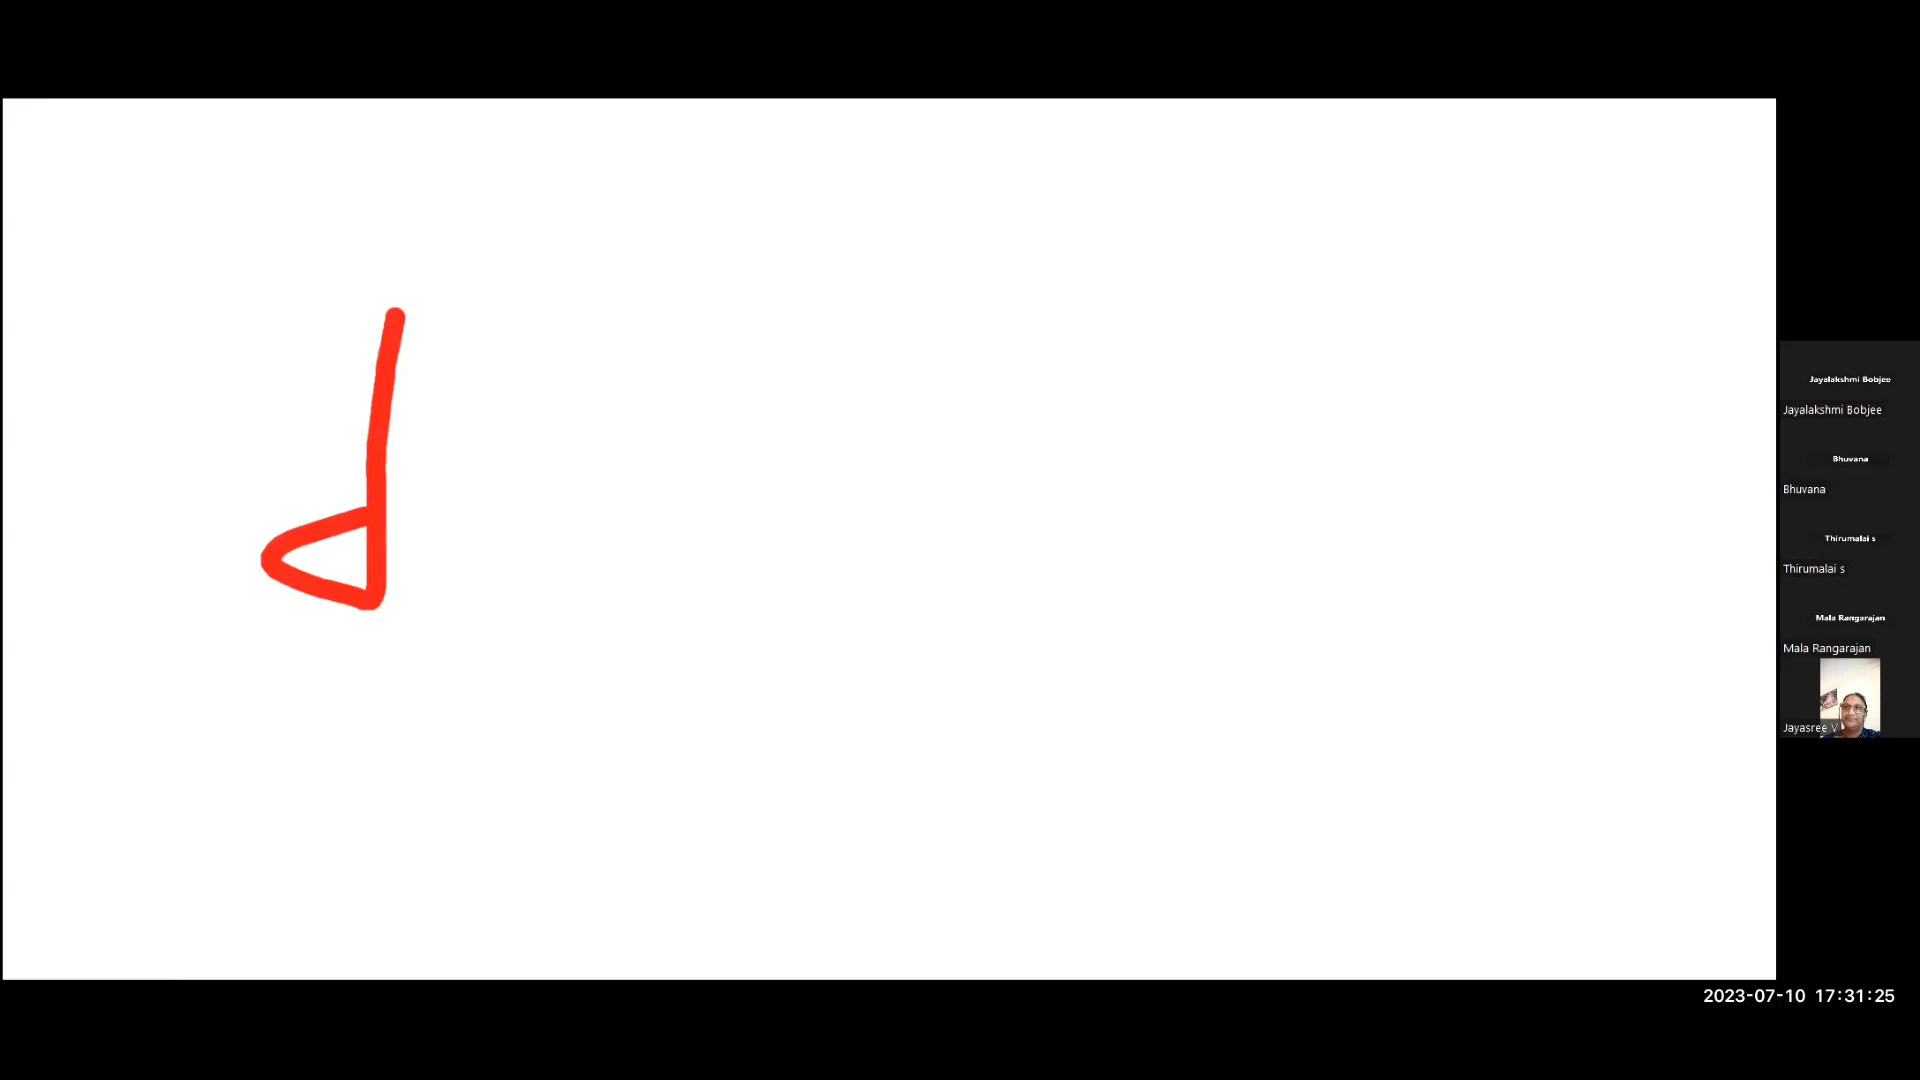 Jayalakshmi Bobjee
Jayalakshmi Bobjee
Bhuvana
Bhuvana
Thirumalai s
Thirumalai s
Mala Rangarajan
Mala Rangarajan
Jayasree V
2023-07-10 17:31:25